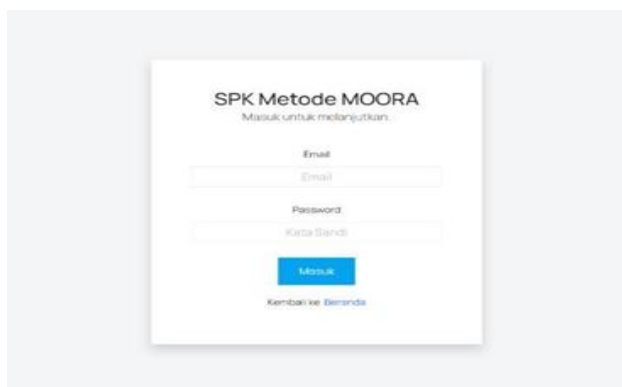 SPK Metode MOORA
Masuk untuk melanjutkan.
Email
Email
Password
Kata Sandi
Masuk
Kembali ke Beranda